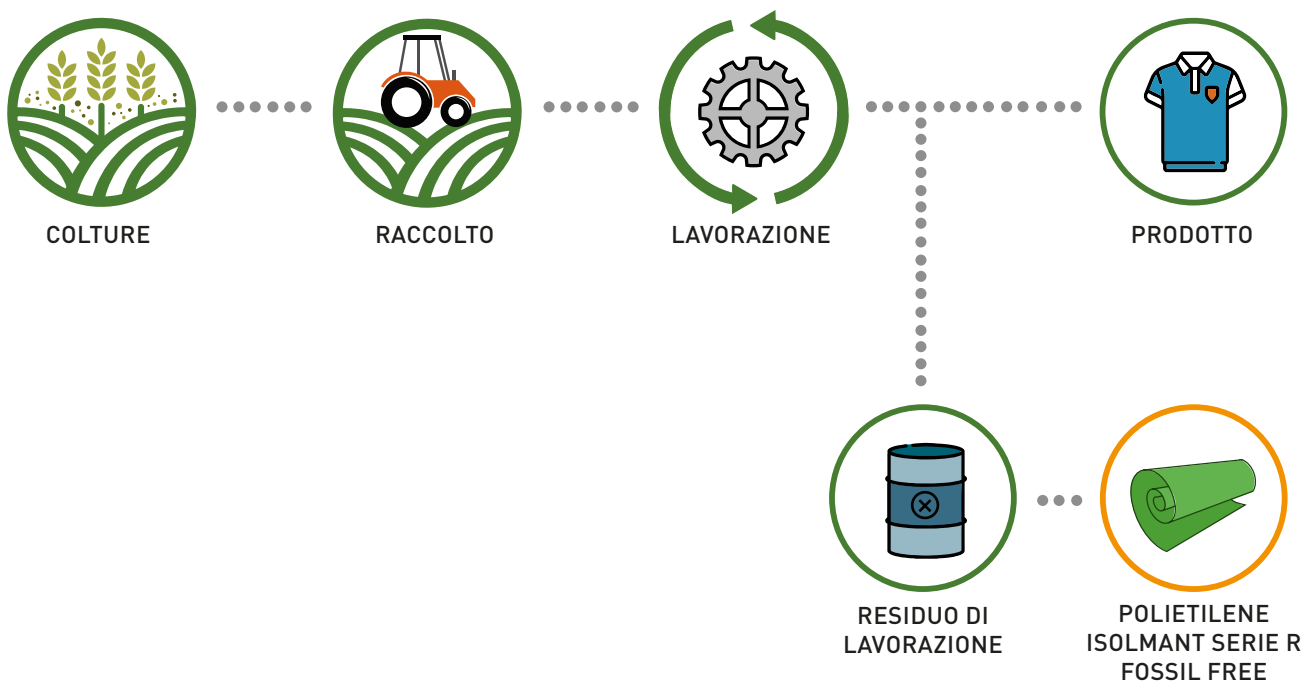 COLTURE
RACCOLTO
LAVORAZIONE
PRODOTTO
RESIDUO DI
LAVORAZIONE
POLIETILENE
ISOLMANT SERIE R
FOSSIL FREE